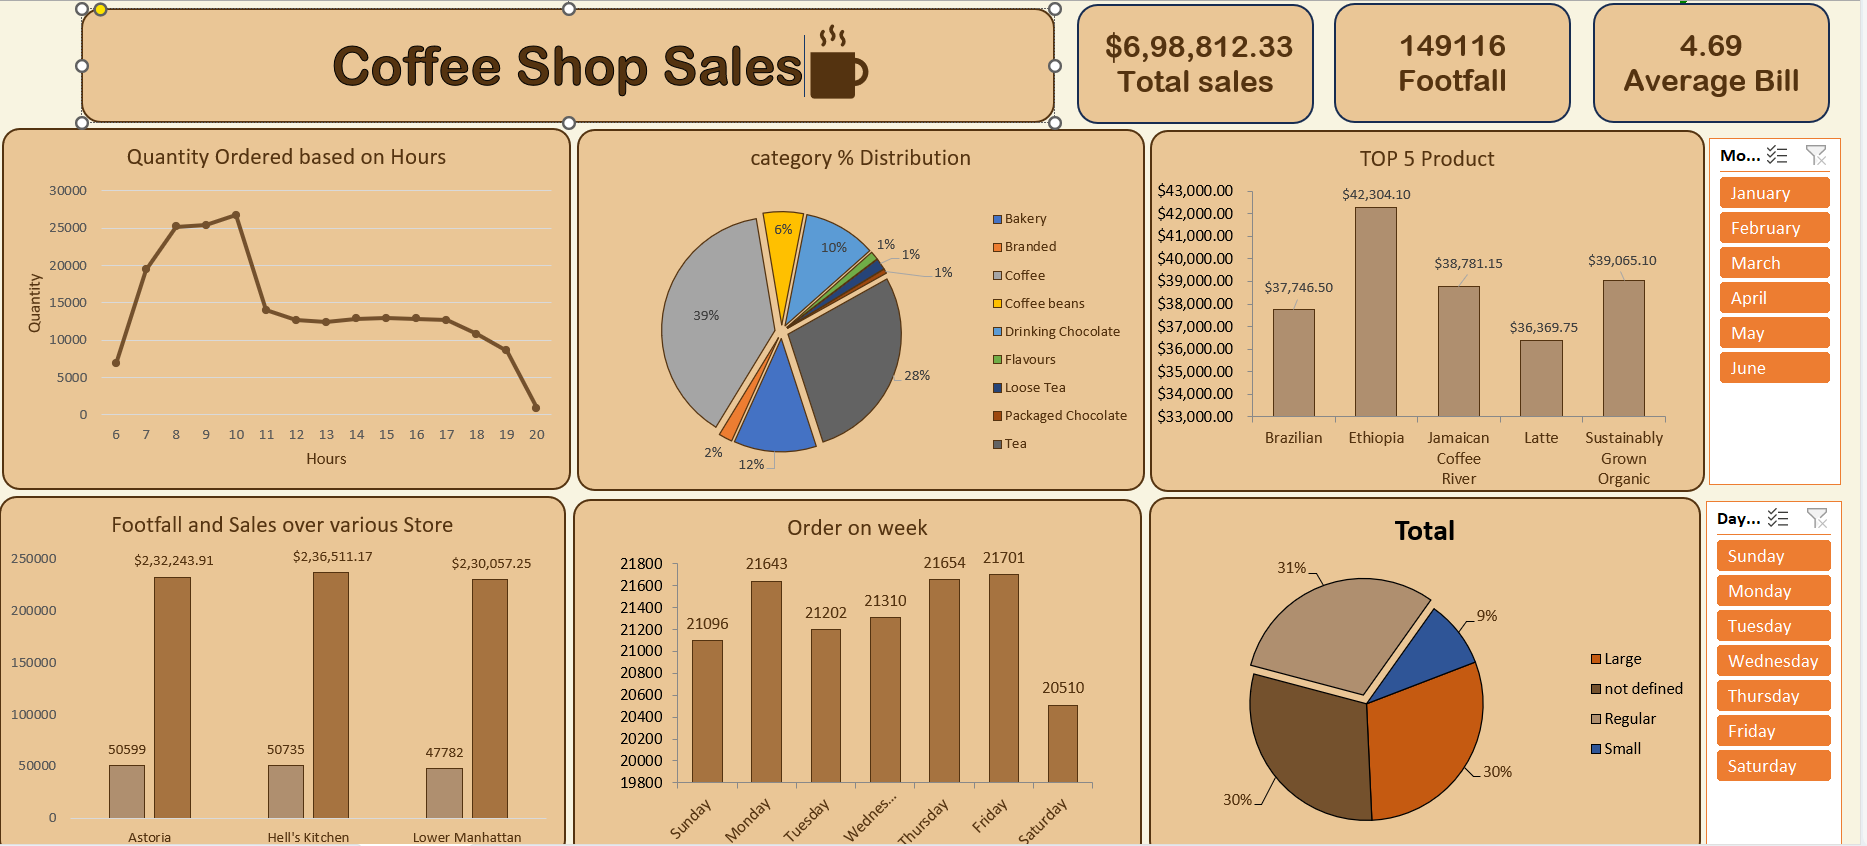 Coffee Shop Sales
$6,98,812.33
Total sales
149116
Footfall
4.69
Average Bill
Quantity Ordered based on Hours
30000
25000
20000
15000
10000
5000
0
Quantity
6 7 8 9 10 11 12 13 14 15 16 17 18 19 20
Hours
category % Distribution
6%
10%
1%
1%
1%
39%
28%
2%
12%
Bakery
Branded
Coffee
Coffee beans
Drinking Chocolate
Flavours
Loose Tea
Packaged Chocolate
Tea
TOP 5 Product
$43,000.00
$42,000.00
$41,000.00
$40,000.00
$39,000.00
$38,000.00
$37,000.00
$36,000.00
$35,000.00
$34,000.00
$33,000.00
$37,746.50
$42,304.10
$38,781.15
$36,369.75
$39,065.10
Brazilian
Ethiopia
Jamaican
Coffee
River
Latte
Sustainably
Grown
Organic
Mo...
January
February
March
April
May
June
Footfall and Sales over various Store
250000
200000
150000
100000
50000
0
50599
$2,32,243.91
50735
$2,36,511.17
47782
$2,30,057.25
Astoria
Hell's Kitchen
Lower Manhattan
Order on week
21800
21600
21400
21200
21000
20800
20600
20400
20200
20000
19800
21096
21643
21202
21310
21654
21701
20510
Sunday
Monday
Tuesday
Wednes...
Thursday
Friday
Saturday
Total
31%
9%
30%
30%
Large
not defined
Regular
Small
Day...
Sunday
Monday
Tuesday
Wednesday
Thursday
Friday
Saturday